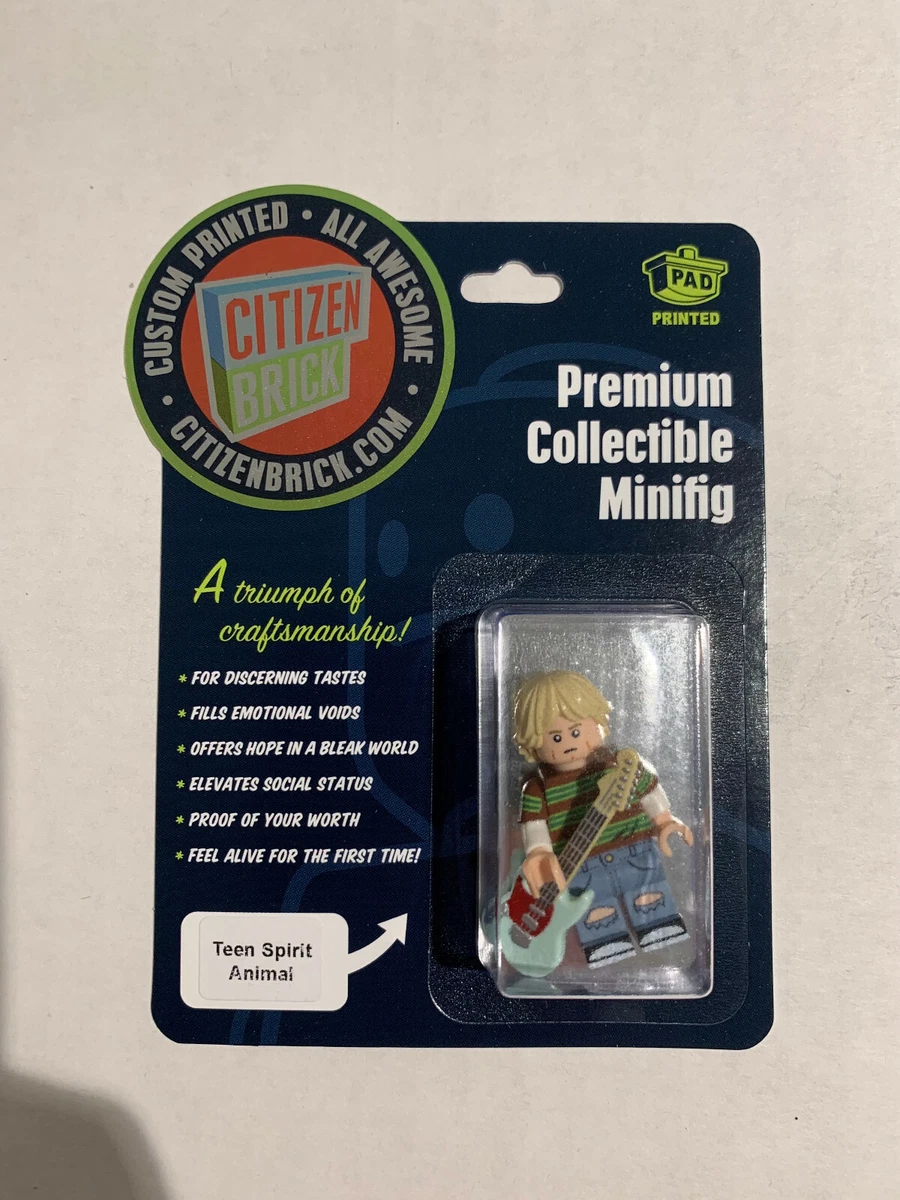 CUSTOM PRINTED • ALL AWESOME •
CITIZENBRICK.COM •
CITIZEN
BRICK
PAD
PRINTED
Premium
Collectible
Minifig
A triumph of
craftsmanship!
* FOR DISCERNING TASTES
* FILLS EMOTIONAL VOIDS
* OFFERS HOPE IN A BLEAK WORLD
* ELEVATES SOCIAL STATUS
* PROOF OF YOUR WORTH
* FEEL ALIVE FOR THE FIRST TIME!
Teen Spirit
Animal